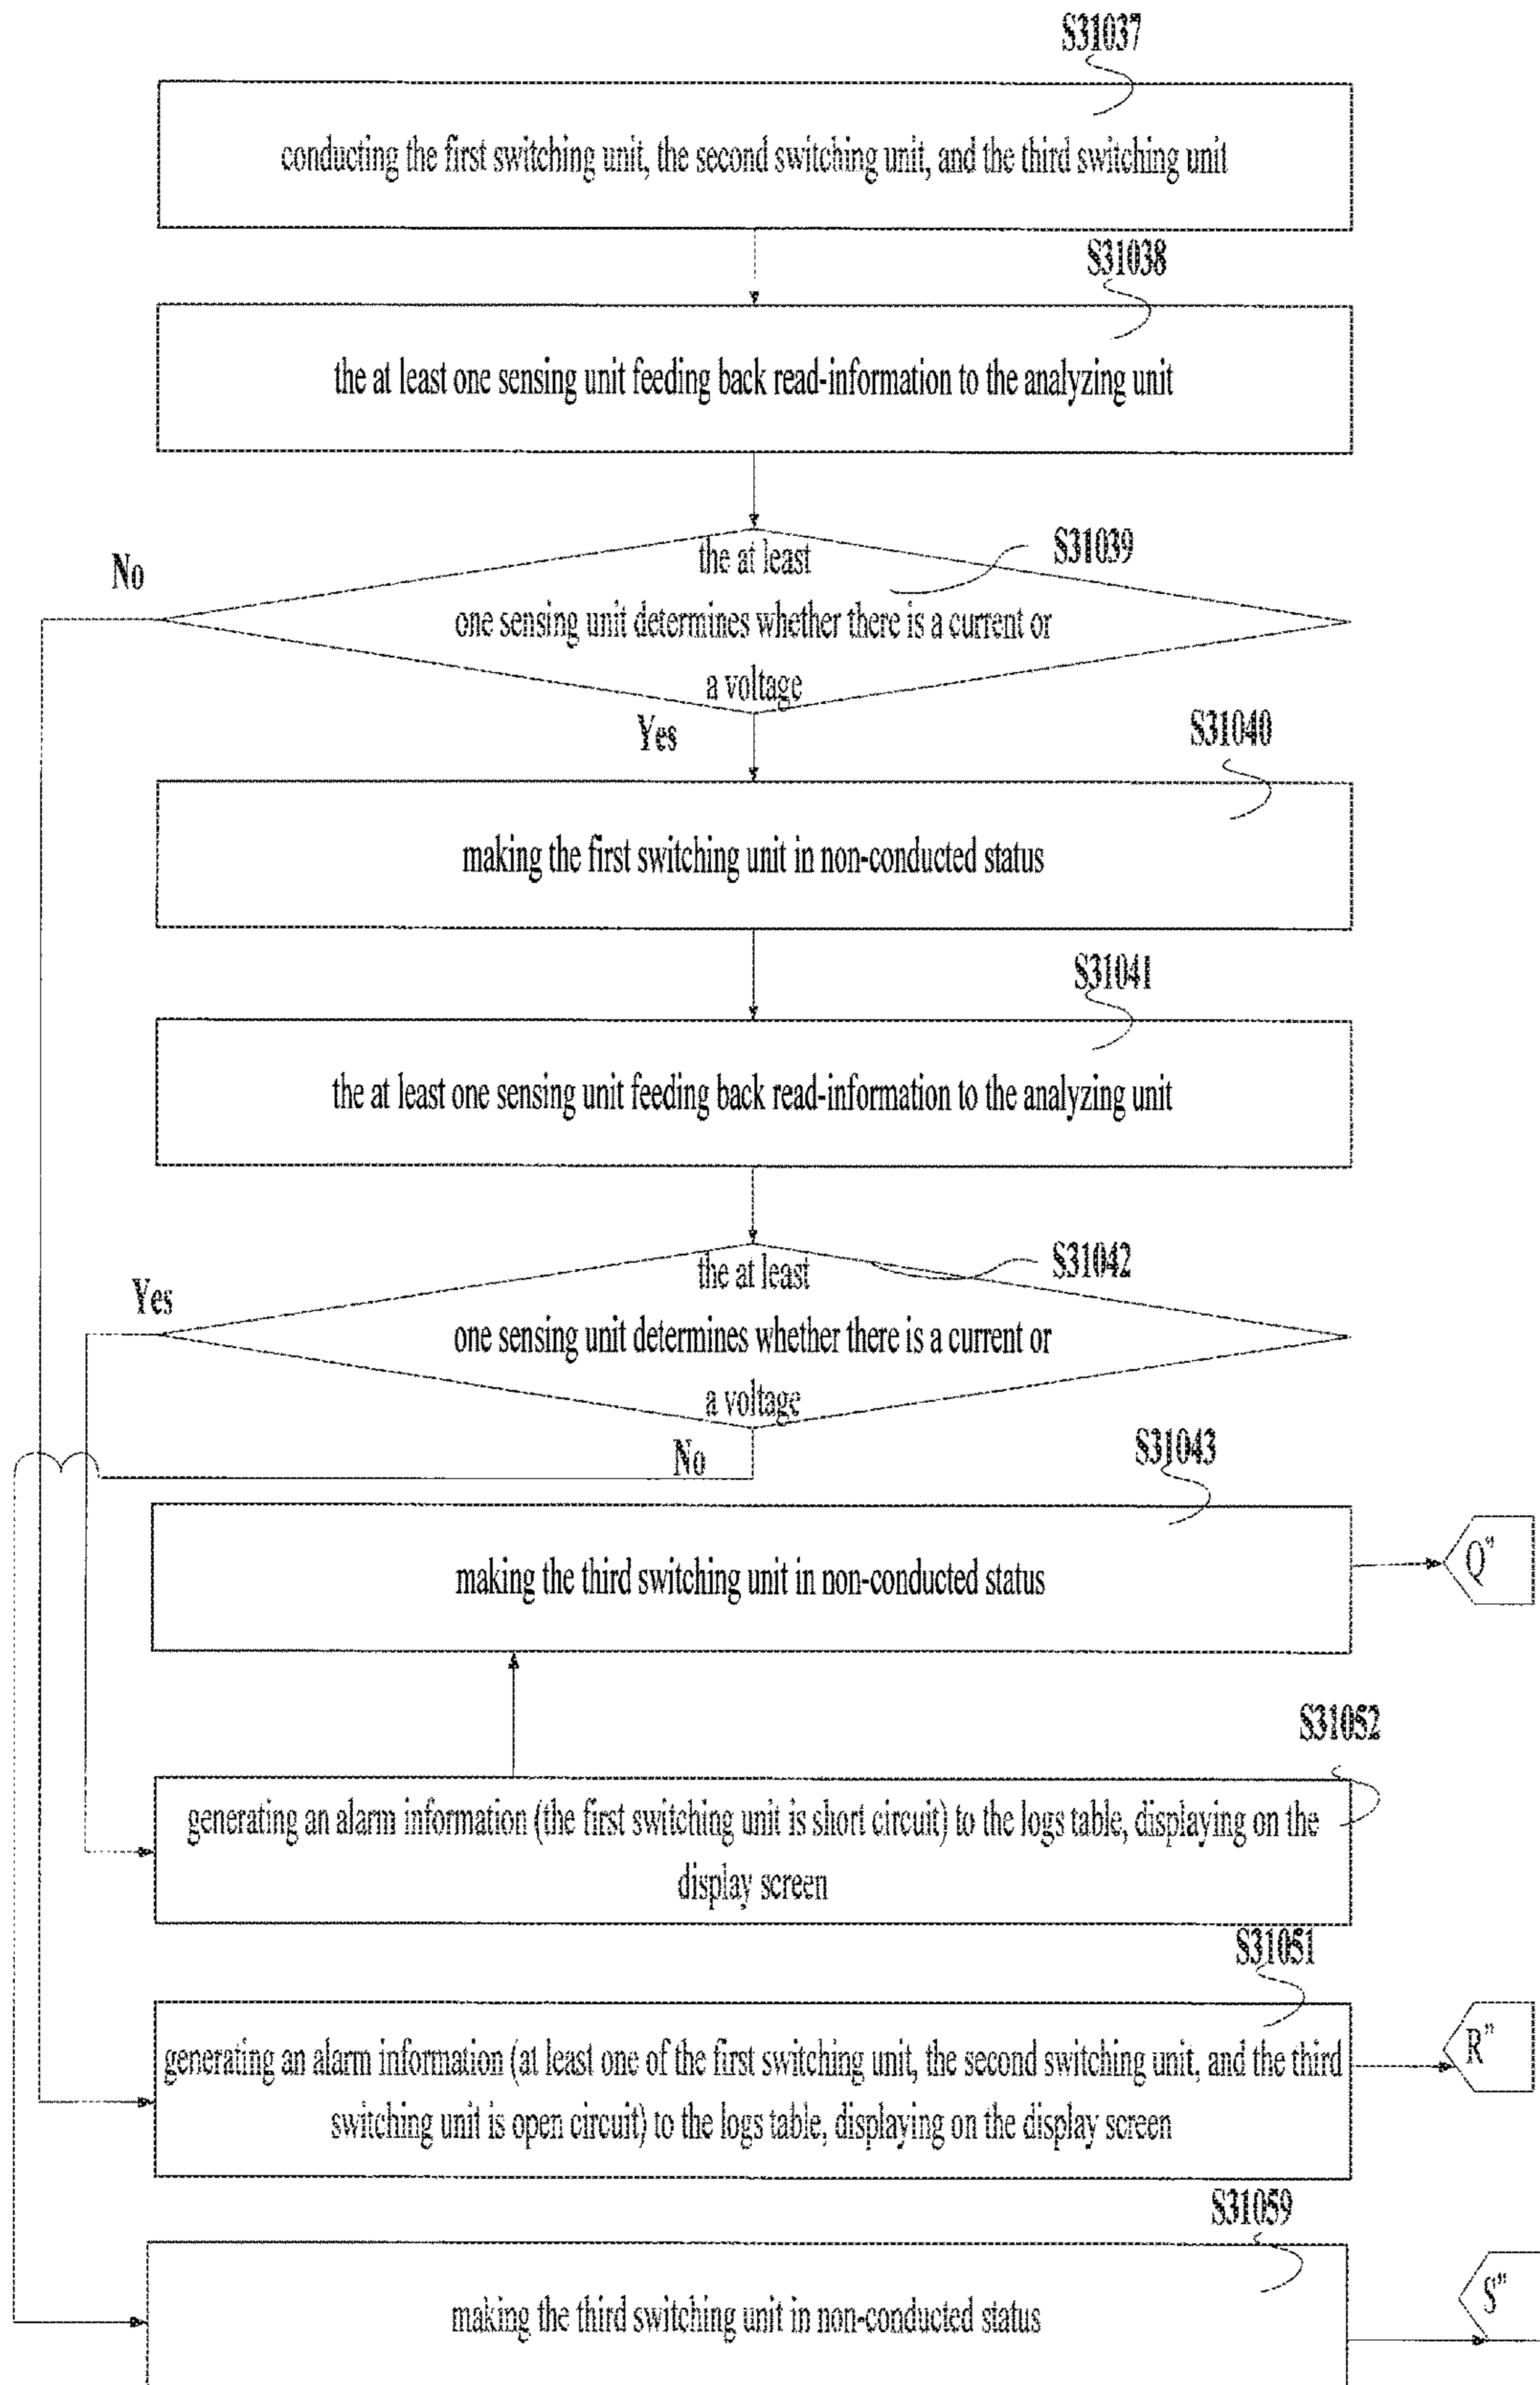 S31037
conducting the first switching unit, the second switching unit, and the third switching unit
S31038
the at least one sensing unit feeding back read-information to the analyzing unit
S31039
No
the at least
one sensing unit determines whether there is a current or
a voltage
Yes
S31040
making the first switching unit in non-conducted status
S31041
the at least one sensing unit feeding back read-information to the analyzing unit
S31042
Yes
the at least
one sensing unit determines whether there is a current or
a voltage
No
S31043
making the third switching unit in non-conducted status
Q”
S31052
generating an alarm information (the first switching unit is short circuit) to the logs table, displaying on the
display screen
S31051
generating an alarm information (at least one of the first switching unit, the second switching unit, and the third
switching unit is open circuit) to the logs table, displaying on the display screen
R”
S31059
making the third switching unit in non-conducted status
S”